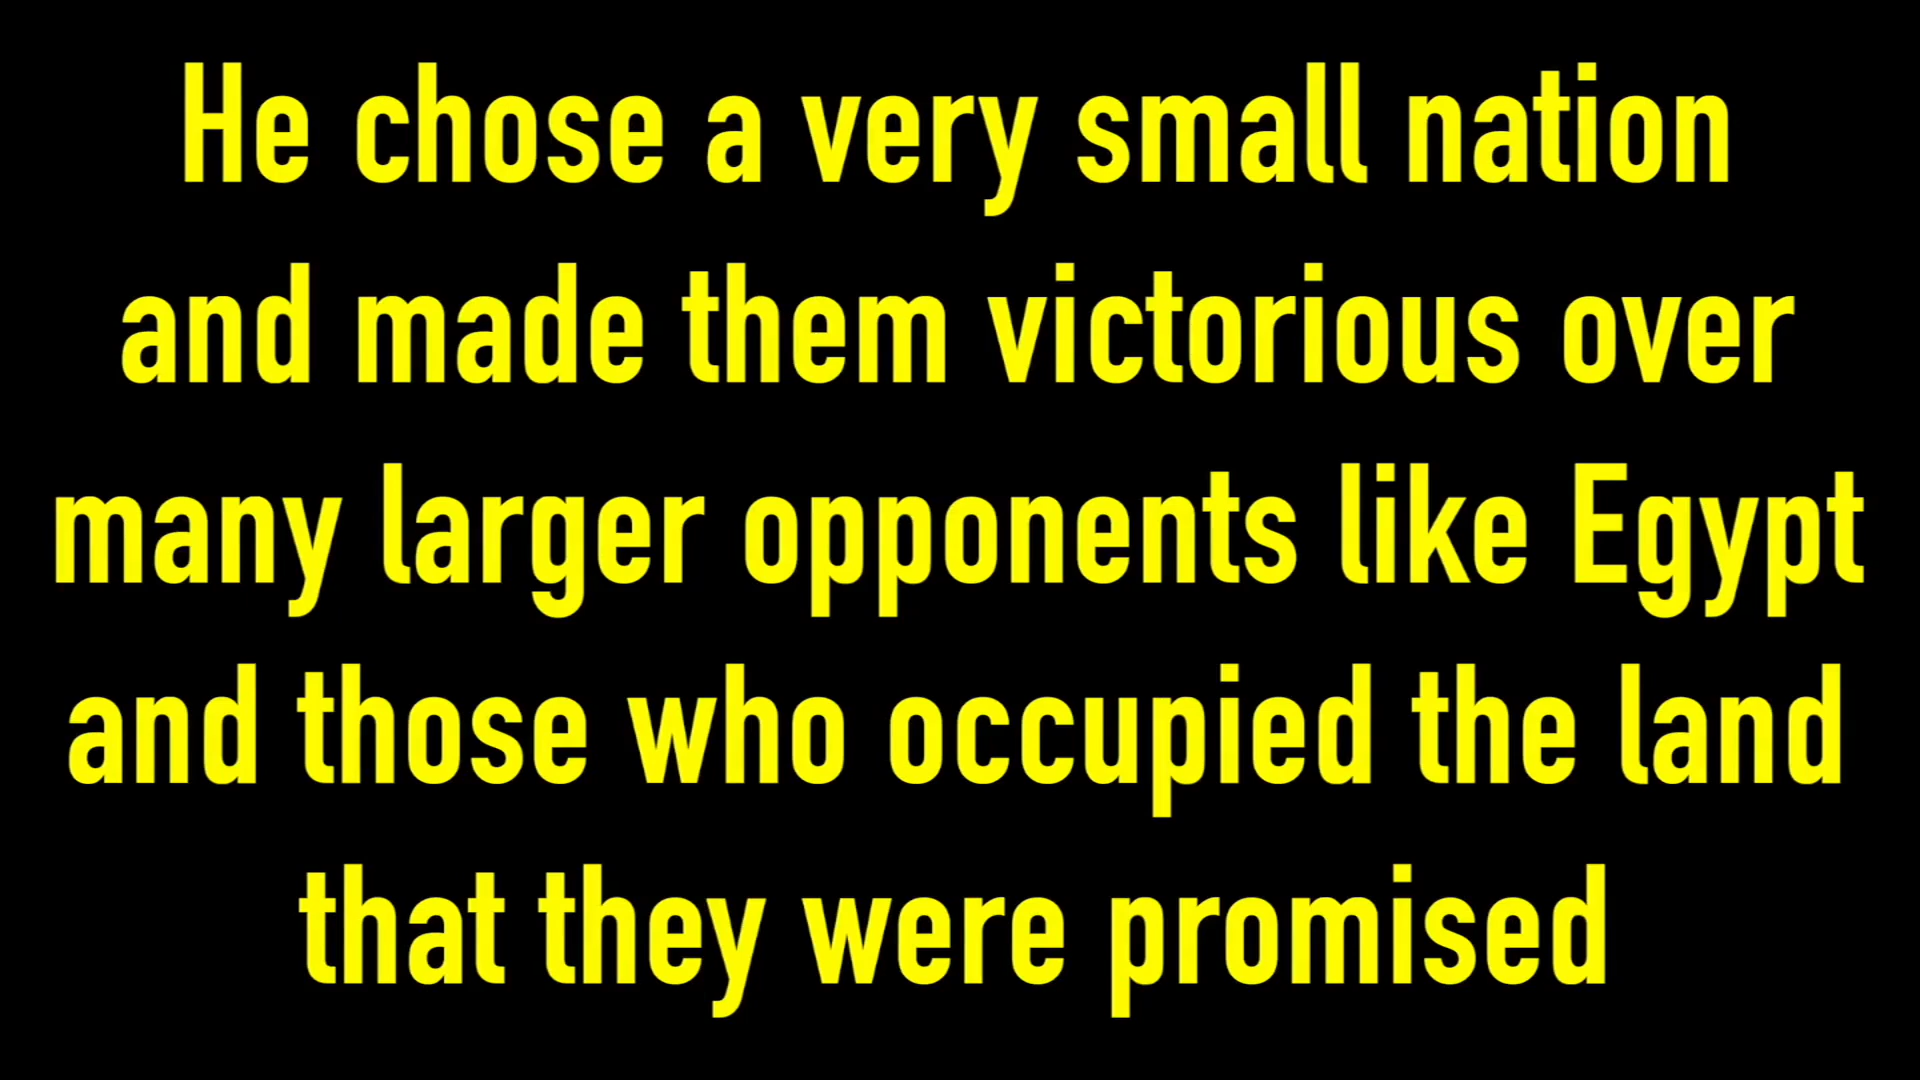 He chose a very small nation
and made them victorious over
many larger opponents like Egypt
and those who occupied the land
that they were promised